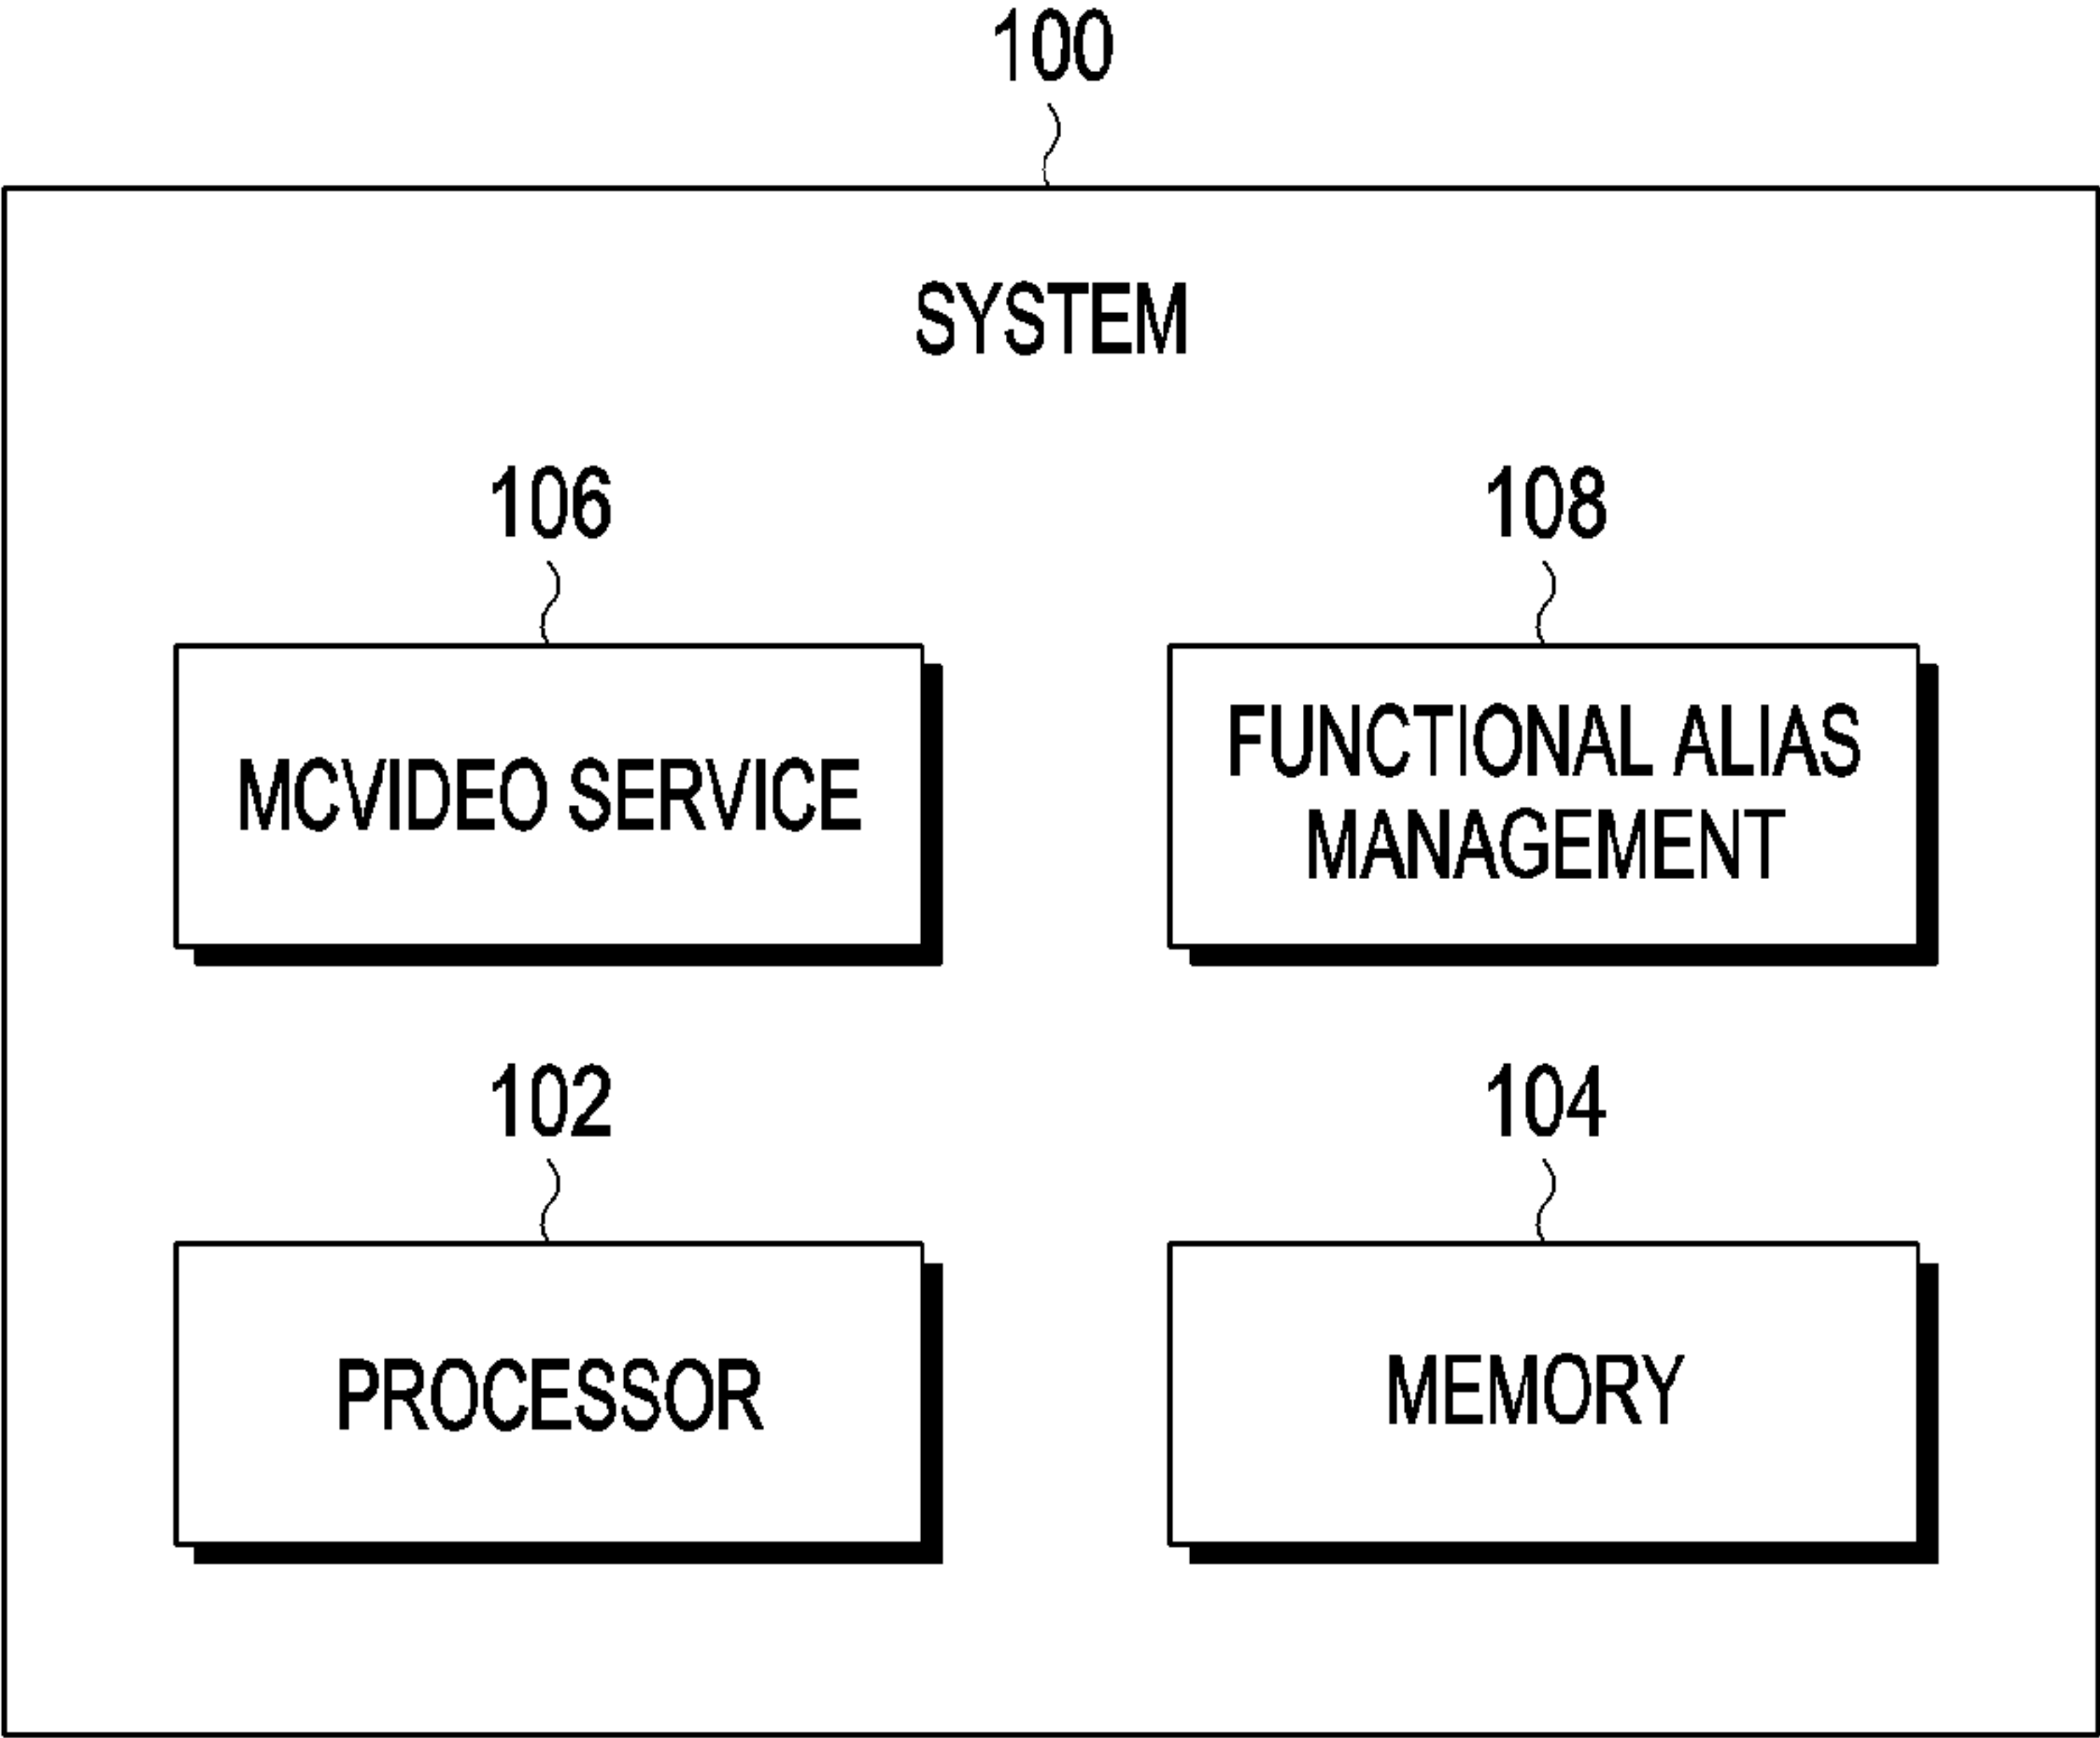 100
SYSTEM
106
108
MCVIDEO SERVICE
FUNCTIONAL ALIAS
MANAGEMENT
102
104
PROCESSOR
MEMORY